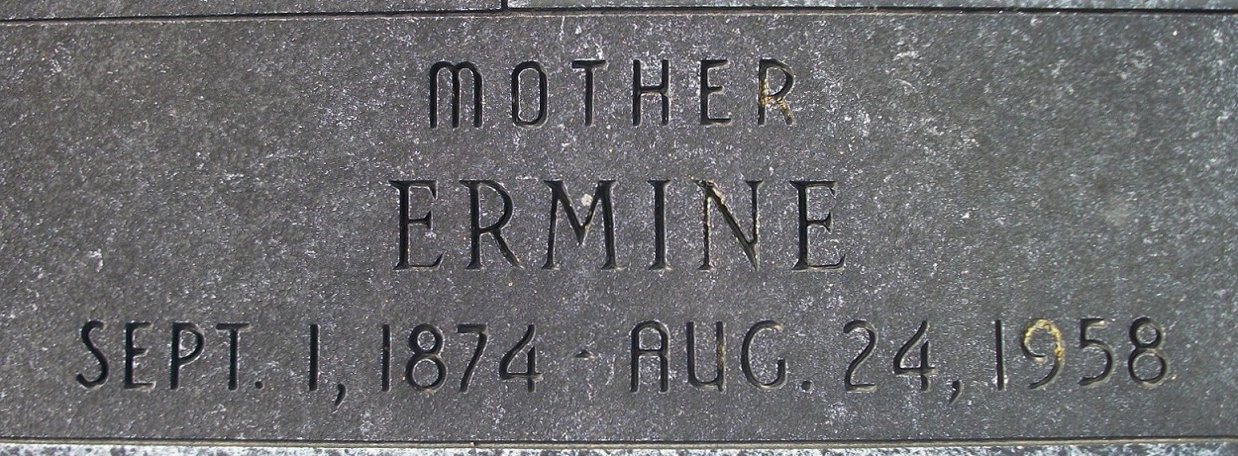 MOTHER
ERMINE
SEPT. 1, 1874 - AUG. 24, 1958